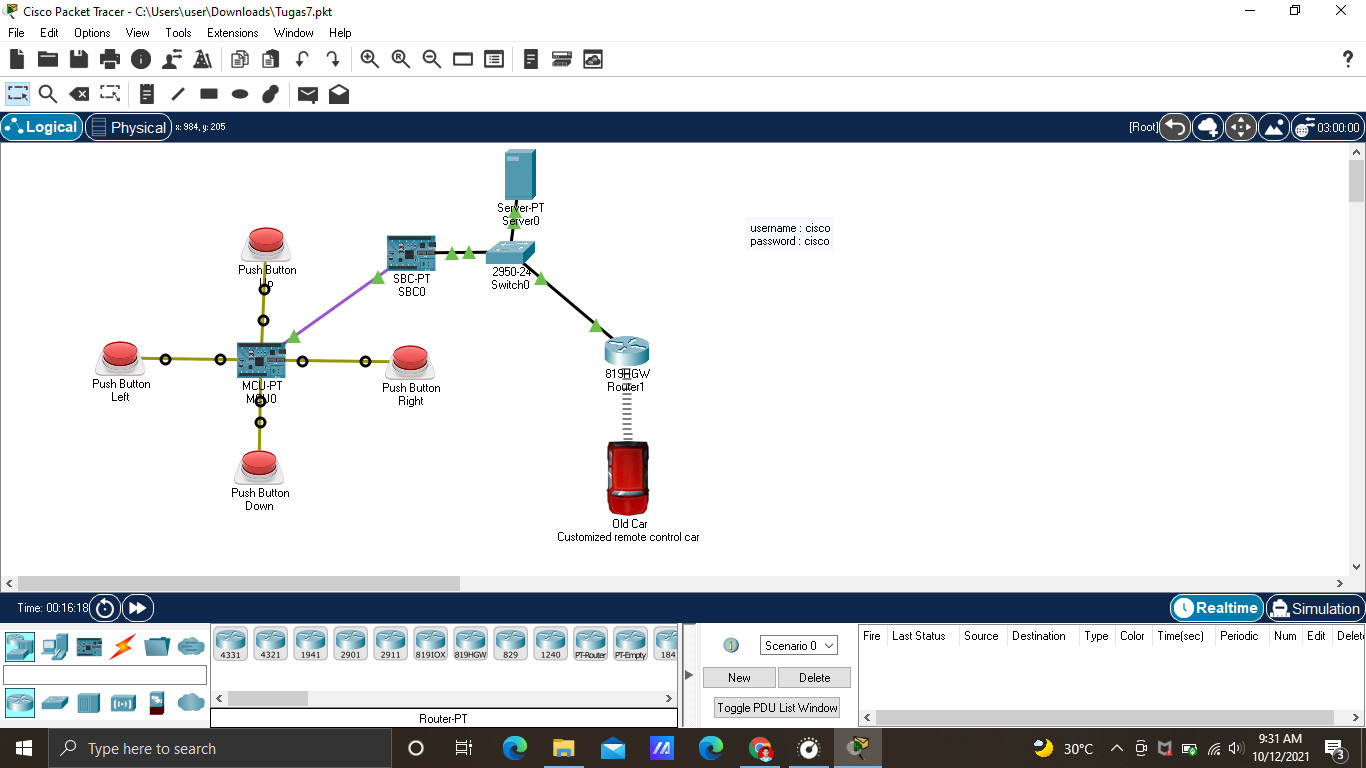 Cisco Packet Tracer - C:\Users\user\Downloads\Tugas7.pkt
File Edit Options View Tools Extensions Window Help
Logical Physical x: 984, y: 205 [Root] 03:00:00
Server-PT
Server0
username : cisco
password : cisco
Push Button
Up
SBC-PT
SBC0
2950-24
Switch0
Push Button
Left
MCU-PT
MCU0
Push Button
Right
819HGW
Router1
Push Button
Down
Old Car
Customized remote control car
Time: 00:16:18 Realtime Simulation
4331 4321 1941 2901 2911 819IOX 819HGW 829 1240 PT-Router PT-Empty 184
Router-PT
Scenario 0
New Delete
Toggle PDU List Window
Fire Last Status Source Destination Type Color Time(sec) Periodic Num Edit Delet
Type here to search
30°C
9:31 AM
10/12/2021
3